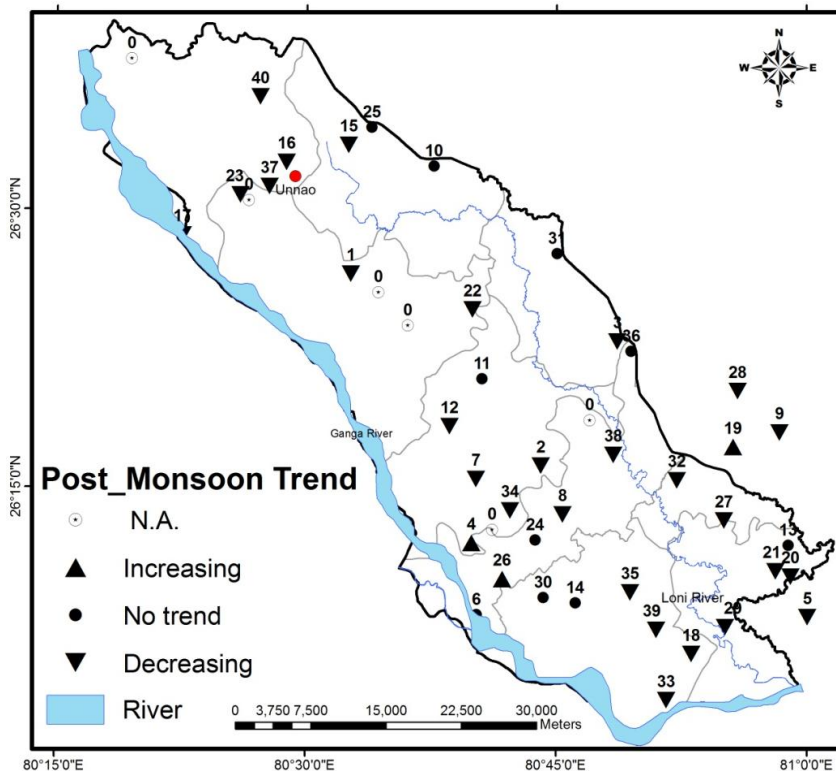 0
N
W E
S
40
25
15
10
16
37
23
0
Unnao
26°30'0"N
17
31
1
0
22
0
3
36
11
28
0
12
9
19
Ganga River
38
2
32
7
Post_Monsoon Trend
26°15'0"N
34
8
27
N.A.
4
0
24
13
Increasing
26
21
20
No trend
6
30
14
35
Loni River
5
Decreasing
39
29
18
River
33
0 3,750 7,500 15,000 22,500 30,000
Meters
80°15'0"E 80°30'0"E 80°45'0"E 81°0'0"E